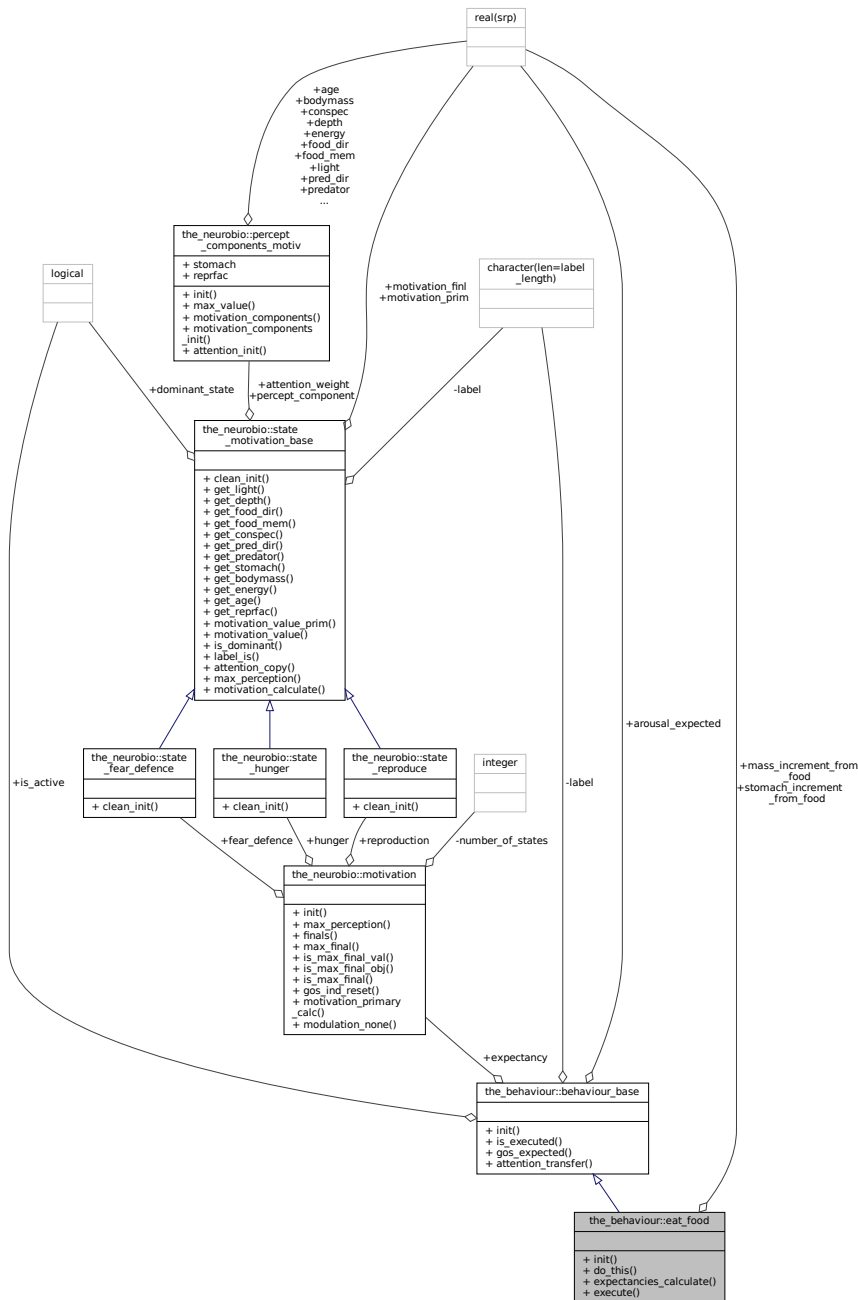 real(srp)
+age
+bodymass
+conspec
+depth
+energy
+food_dir
+food_mem
+light
+pred_dir
+predator
...
the_neurobio::percept
_components_motiv
+ stomach
+ reprfac
+ init()
+ max_value()
+ motivation_components()
+ motivation_components
_init()
+ attention_init()
logical
character(len=label
_length)
+motivation_finl
+motivation_prim
+dominant_state
+attention_weight
+percept_component
-label
the_neurobio::state
_motivation_base
+ clean_init()
+ get_light()
+ get_depth()
+ get_food_dir()
+ get_food_mem()
+ get_conspec()
+ get_pred_dir()
+ get_predator()
+ get_stomach()
+ get_bodymass()
+ get_energy()
+ get_age()
+ get_reprfac()
+ motivation_value_prim()
+ motivation_value()
+ is_dominant()
+ label_is()
+ attention_copy()
+ max_perception()
+ motivation_calculate()
+arousal_expected
the_neurobio::state
_fear_defence
+ clean_init()
the_neurobio::state
_hunger
+ clean_init()
the_neurobio::state
_reproduce
+ clean_init()
integer
+is_active
-label
+mass_increment_from
_food
+stomach_increment
_from_food
+fear_defence
+hunger
+reproduction
-number_of_states
the_neurobio::motivation
+ init()
+ max_perception()
+ finals()
+ max_final()
+ is_max_final_val()
+ is_max_final_obj()
+ is_max_final()
+ gos_ind_reset()
+ motivation_primary
_calc()
+ modulation_none()
+expectancy
the_behaviour::behaviour_base
+ init()
+ is_executed()
+ gos_expected()
+ attention_transfer()
the_behaviour::eat_food
+ init()
+ do_this()
+ expectancies_calculate()
+ execute()